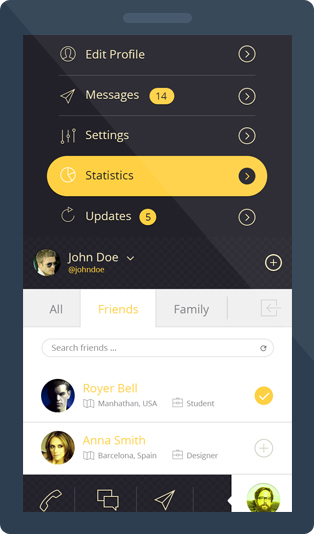 Edit Profile
Messages 14
Settings
Statistics
Updates 5
John Doe
@johndoe
All Friends Family
Search friends ...
Royer Bell
Manhathan, USA Student
Anna Smith
Barcelona, Spain Designer